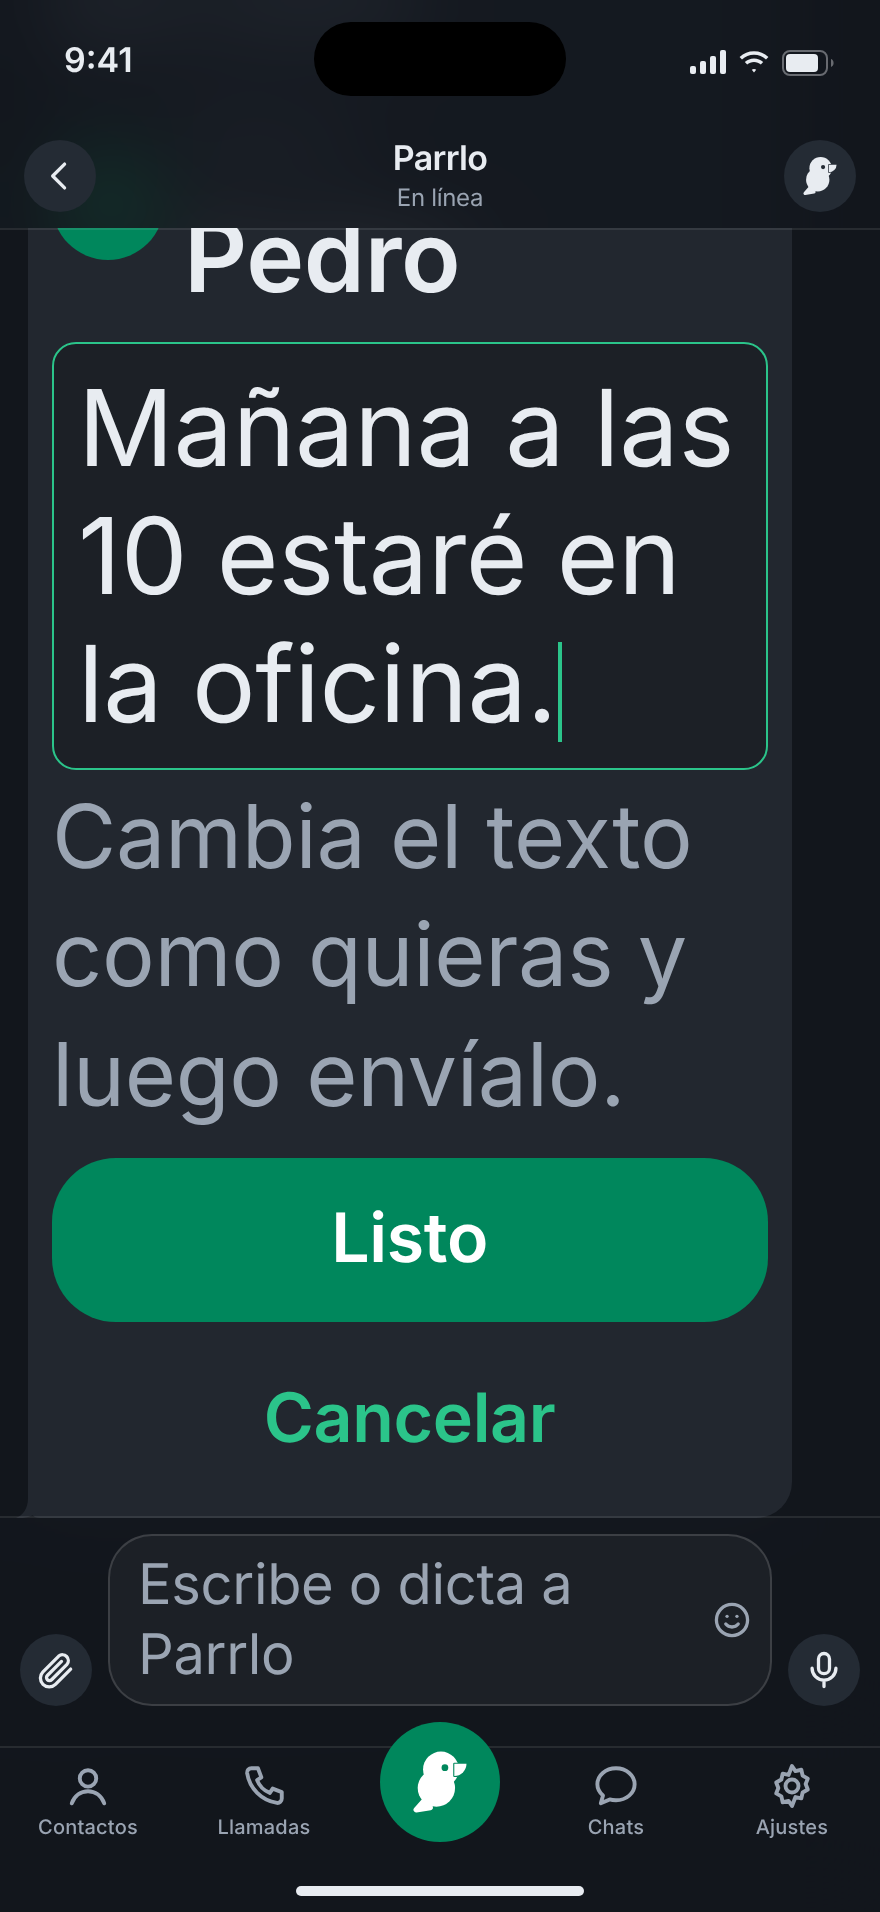 9:41
Parrlo
En línea
Pedro
Mañana a las
10 estaré en
la oficina.
Cambia el texto
como quieras y
luego envíalo.
Listo
Cancelar
Escribe o dicta a
Parrlo
Contactos
Llamadas
Chats
Ajustes